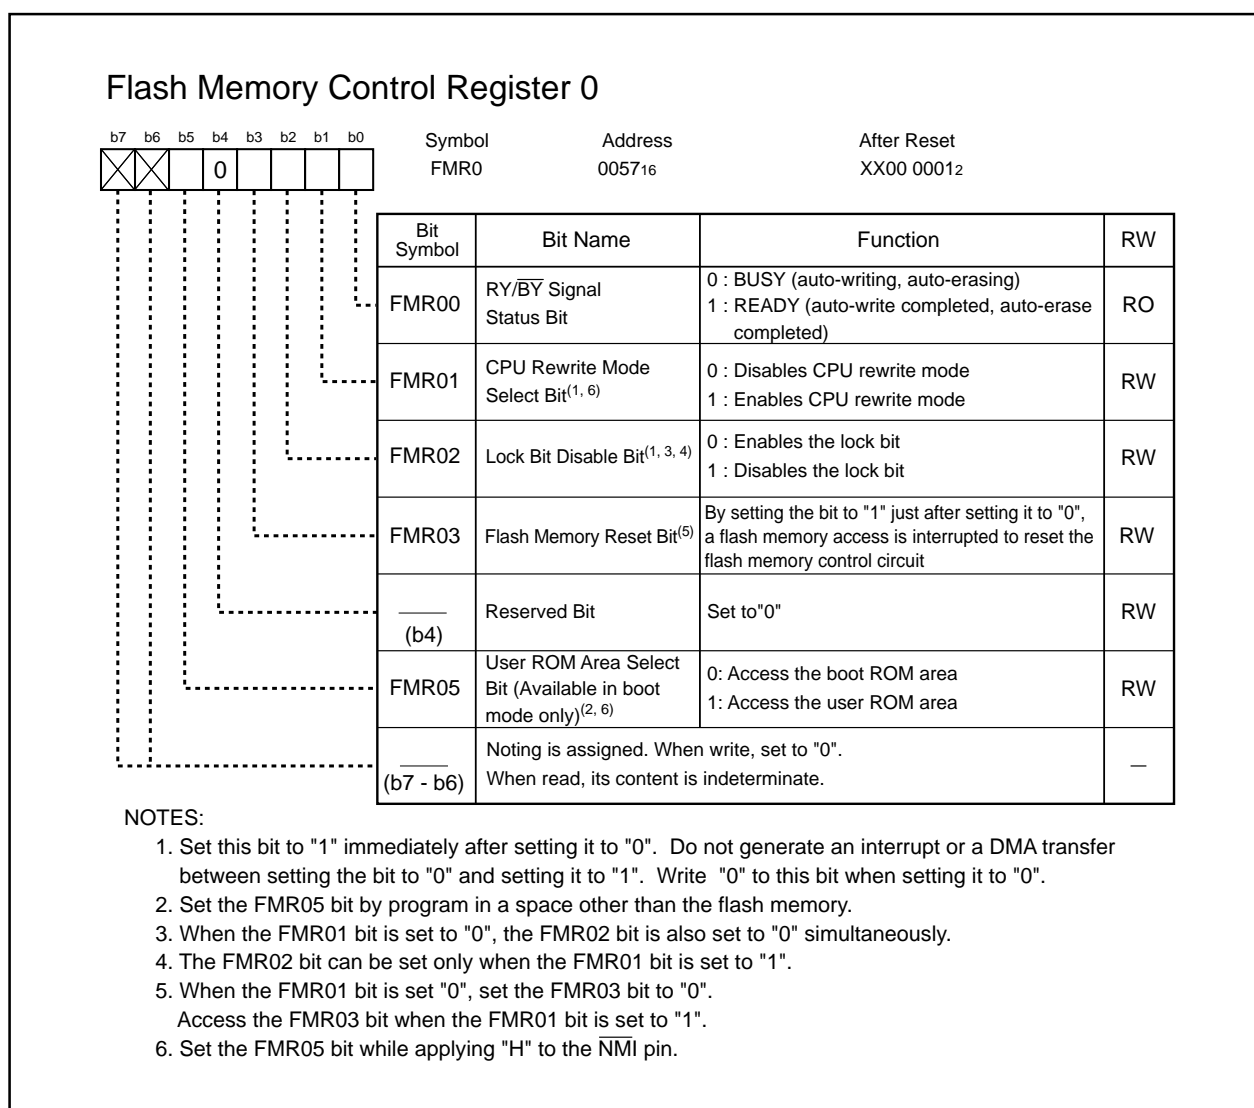 Flash Memory Control Register 0
b7 b6 b5 b4 b3 b2 b1 b0
Symbol Address After Reset
0
FMR0 005716 XX00 00012
Bit Symbol Bit Name Function RW
FMR00
RY/BY Signal
Status Bit
0 : BUSY (auto-writing, auto-erasing)
1 : READY (auto-write completed, auto-erase
completed)
RO
FMR01
CPU Rewrite Mode
Select Bit(1, 6)
0 : Disables CPU rewrite mode
1 : Enables CPU rewrite mode
RW
FMR02
Lock Bit Disable Bit(1, 3, 4)
0 : Enables the lock bit
1 : Disables the lock bit
RW
FMR03
Flash Memory Reset Bit(5)
By setting the bit to "1" just after setting it to "0",
a flash memory access is interrupted to reset the
flash memory control circuit
RW
(b4)
Reserved Bit
Set to"0"
RW
FMR05
User ROM Area Select
Bit (Available in boot
mode only)(2, 6)
0: Access the boot ROM area
1: Access the user ROM area
RW
(b7 - b6)
Noting is assigned. When write, set to "0".
When read, its content is indeterminate.
—
NOTES:
1. Set this bit to "1" immediately after setting it to "0". Do not generate an interrupt or a DMA transfer
between setting the bit to "0" and setting it to "1". Write "0" to this bit when setting it to "0".
2. Set the FMR05 bit by program in a space other than the flash memory.
3. When the FMR01 bit is set to "0", the FMR02 bit is also set to "0" simultaneously.
4. The FMR02 bit can be set only when the FMR01 bit is set to "1".
5. When the FMR01 bit is set "0", set the FMR03 bit to "0".
Access the FMR03 bit when the FMR01 bit is set to "1".
6. Set the FMR05 bit while applying "H" to the NMI pin.